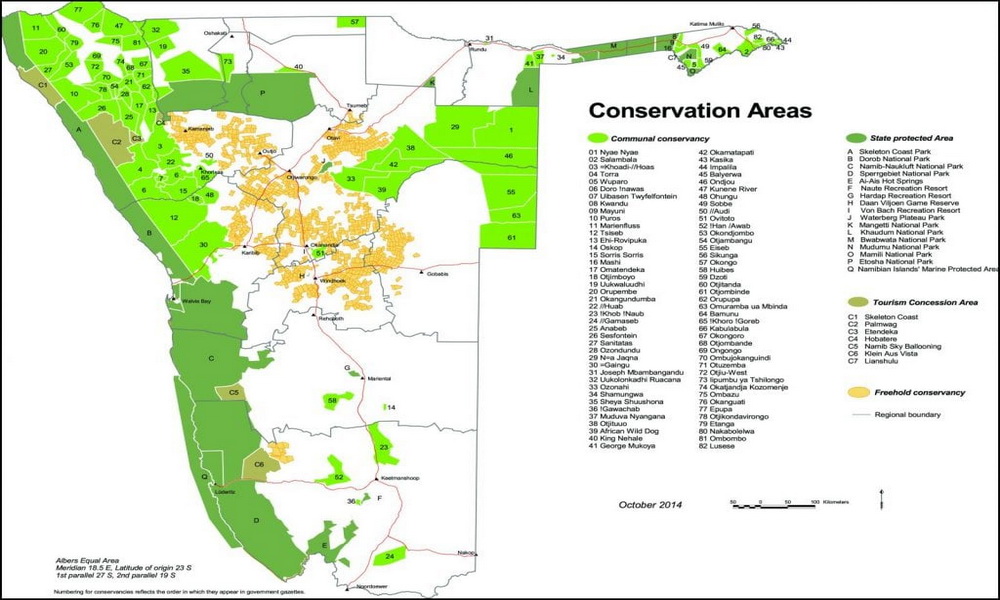 Conservation Areas
Communal conservancy
01 Nyae Nyae
02 Salambala
03 ≠Khoadi-//Hoas
04 Torra
05 Wuparo
06 Doro !nawas
07 Uibasen Twyfelfontein
08 Kwandu
09 Mayuni
10 Puros
11 Marienfluss
12 Tsiseb
13 Ehi-Rovipuka
14 Oskop
15 Sorris Sorris
16 Mashi
17 Omatendeka
18 Otjimboyo
19 Uukwaluudhi
20 Orupembe
21 Okangundumba
22 //Huab
23 !Khob !Naub
24 //Gamaseb
25 Anabeb
26 Sesfontein
27 Sanitatas
28 Ozondundu
29 N=a Jaqna
30 ≠Gaingu
31 Joseph Mbambangandu
32 Uukolonkadhi Ruacana
33 Ozonahi
34 Shamungwa
35 Sheya Shuushona
36 !Gawachab
37 Muduva Nyangana
38 Otjituuo
39 African Wild Dog
40 King Nehale
41 George Mukoya
42 Okamatapati
43 Kasika
44 Impalila
45 Balyerwa
46 Ondjou
47 Kunene River
48 Ohungu
49 Sobbe
50 //Audi
51 Ovitoto
52 !Han /Awab
53 Okondjombo
54 Otjambangu
55 Eiseb
56 Sikunga
57 Okongo
58 Huibes
59 Dzoti
60 Otjitanda
61 Otjombinde
62 Orupupa
63 Omuramba ua Mbinda
64 Bamunu
65 !Khoro !Goreb
66 Kabulabula
67 Okongoro
68 Otjombande
69 Ongongo
70 Ombujokanguindi
71 Otuzemba
72 Otjiu-West
73 Iipumbu ya Tshilongo
74 Okatjandja Kozomenje
75 Ombazu
76 Okanguati
77 Epupa
78 Otjikondavirongo
79 Etanga
80 Nakabolelwa
81 Ombombo
82 Lusese
State protected Area
A Skeleton Coast Park
B Dorob National Park
C Namib-Naukluft National Park
D Sperrgebiet National Park
E Ai-Ais Hot Springs
F Naute Recreation Resort
G Hardap Recreation Resort
H Daan Viljoen Game Reserve
I Von Bach Recreation Resort
J Waterberg Plateau Park
K Mangetti National Park
L Khaudum National Park
M Bwabwata National Park
N Mudumu National Park
O Mamili National Park
P Etosha National Park
Q Namibian Islands' Marine Protected Area
Tourism Concession Area
C1 Skeleton Coast
C2 Palmwag
C3 Etendeka
C4 Hobatere
C5 Namib Sky Ballooning
C6 Klein Aus Vista
C7 Lianshulu
Freehold conservancy
Regional boundary
October 2014
50 0 50 100 Kilometers
Oshakati
Katima Mulilo
Rundu
Tsumeb
Otavi
Kamanjab
Outjo
Khorixas
Otjiwarongo
Okahandja
Karibib
Windhoek
Gobabis
Walvis Bay
Rehoboth
Mariental
Keetmanshoop
Lüderitz
Nakop
Noordoewer
Albers Equal Area
Meridian 18.5 E, Latitude of origin 23 S
1st parallel 27 S, 2nd parallel 19 S
Numbering for conservancies reflects the order in which they appear in government gazettes.